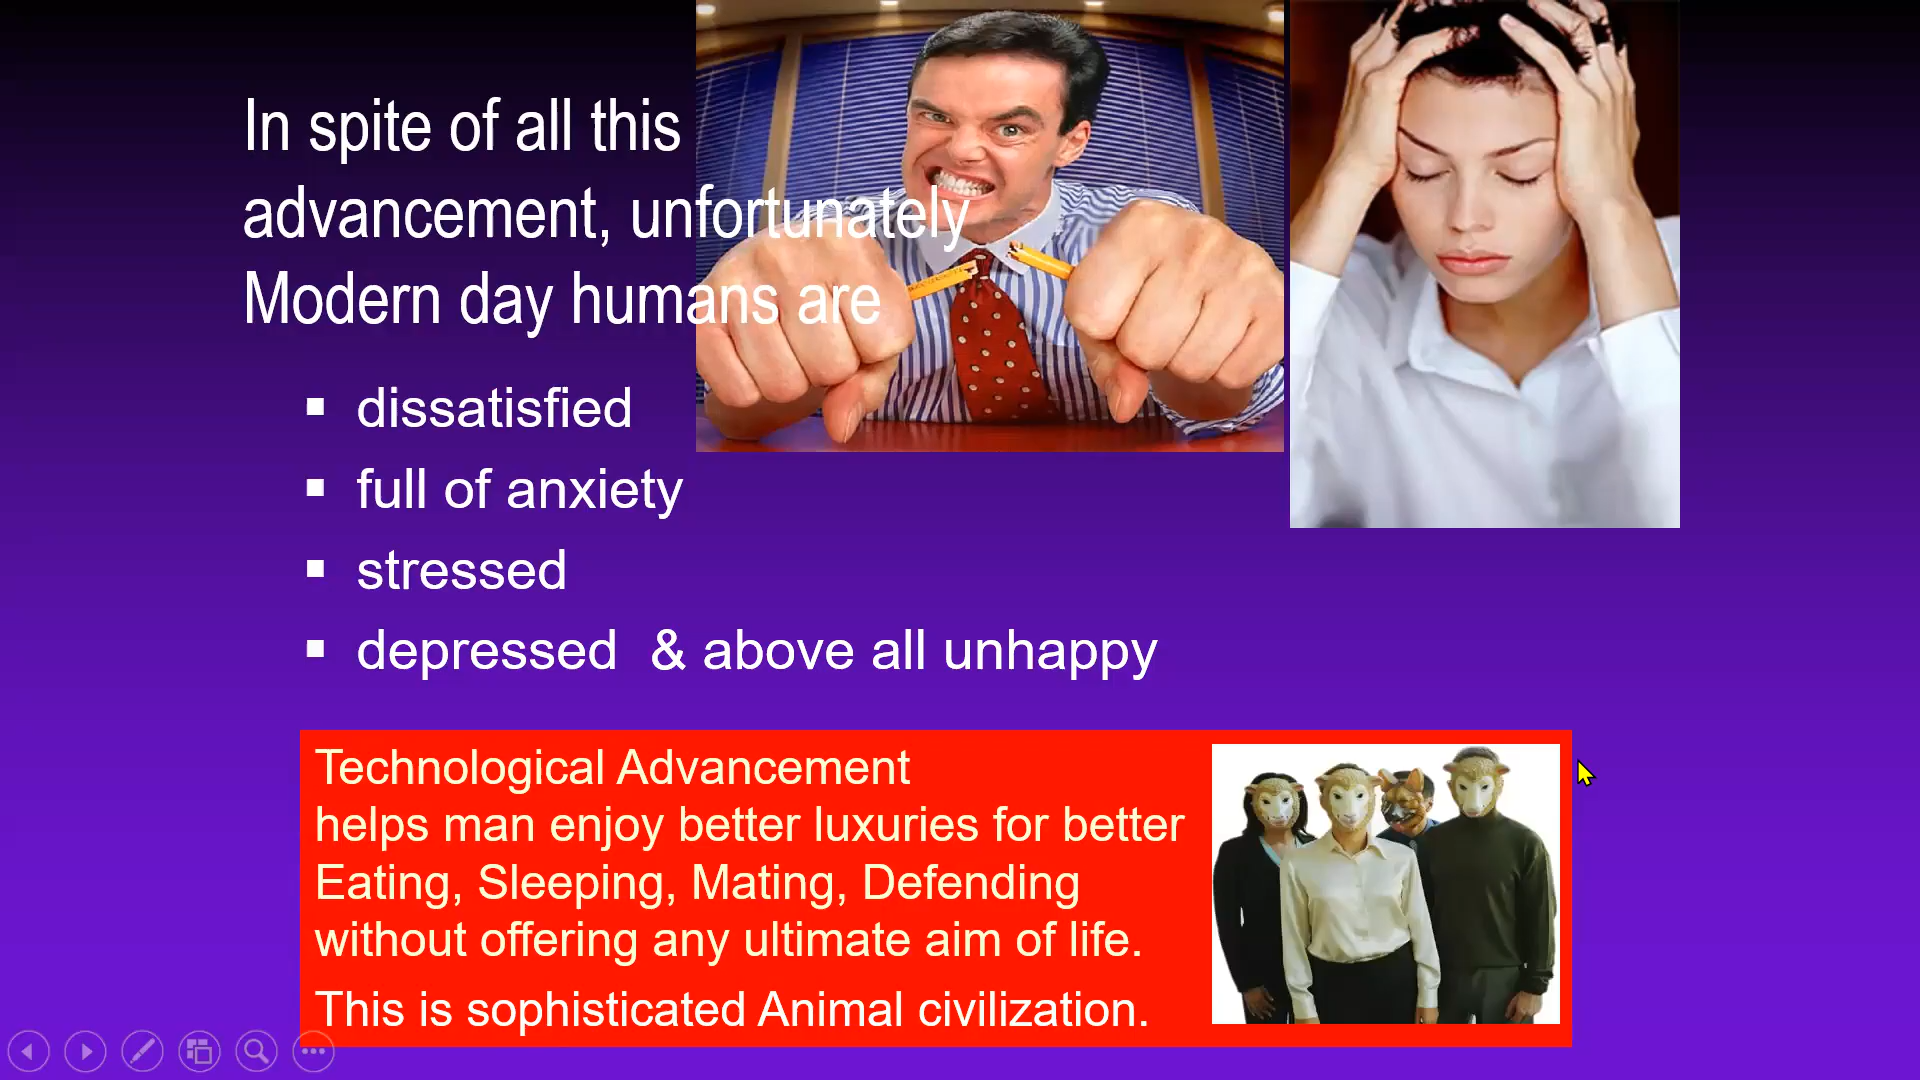 In spite of all this
advancement, unfortunately
Modern day humans are
▪ dissatisfied
▪ full of anxiety
▪ stressed
▪ depressed  & above all unhappy
Technological Advancement
helps man enjoy better luxuries for better
Eating, Sleeping, Mating, Defending
without offering any ultimate aim of life.
This is sophisticated Animal civilization.